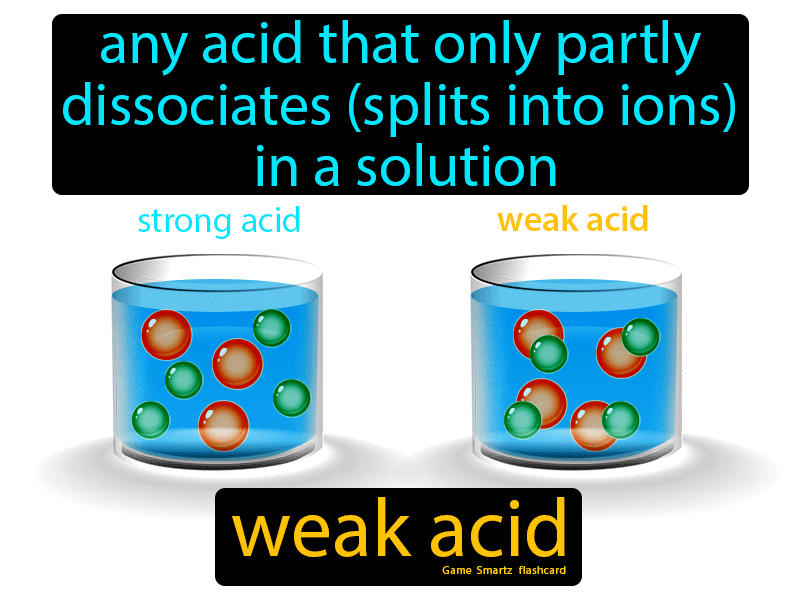 any acid that only partly
dissociates (splits into ions)
in a solution
strong acid
weak acid
weak acid
Game Smartz flashcard